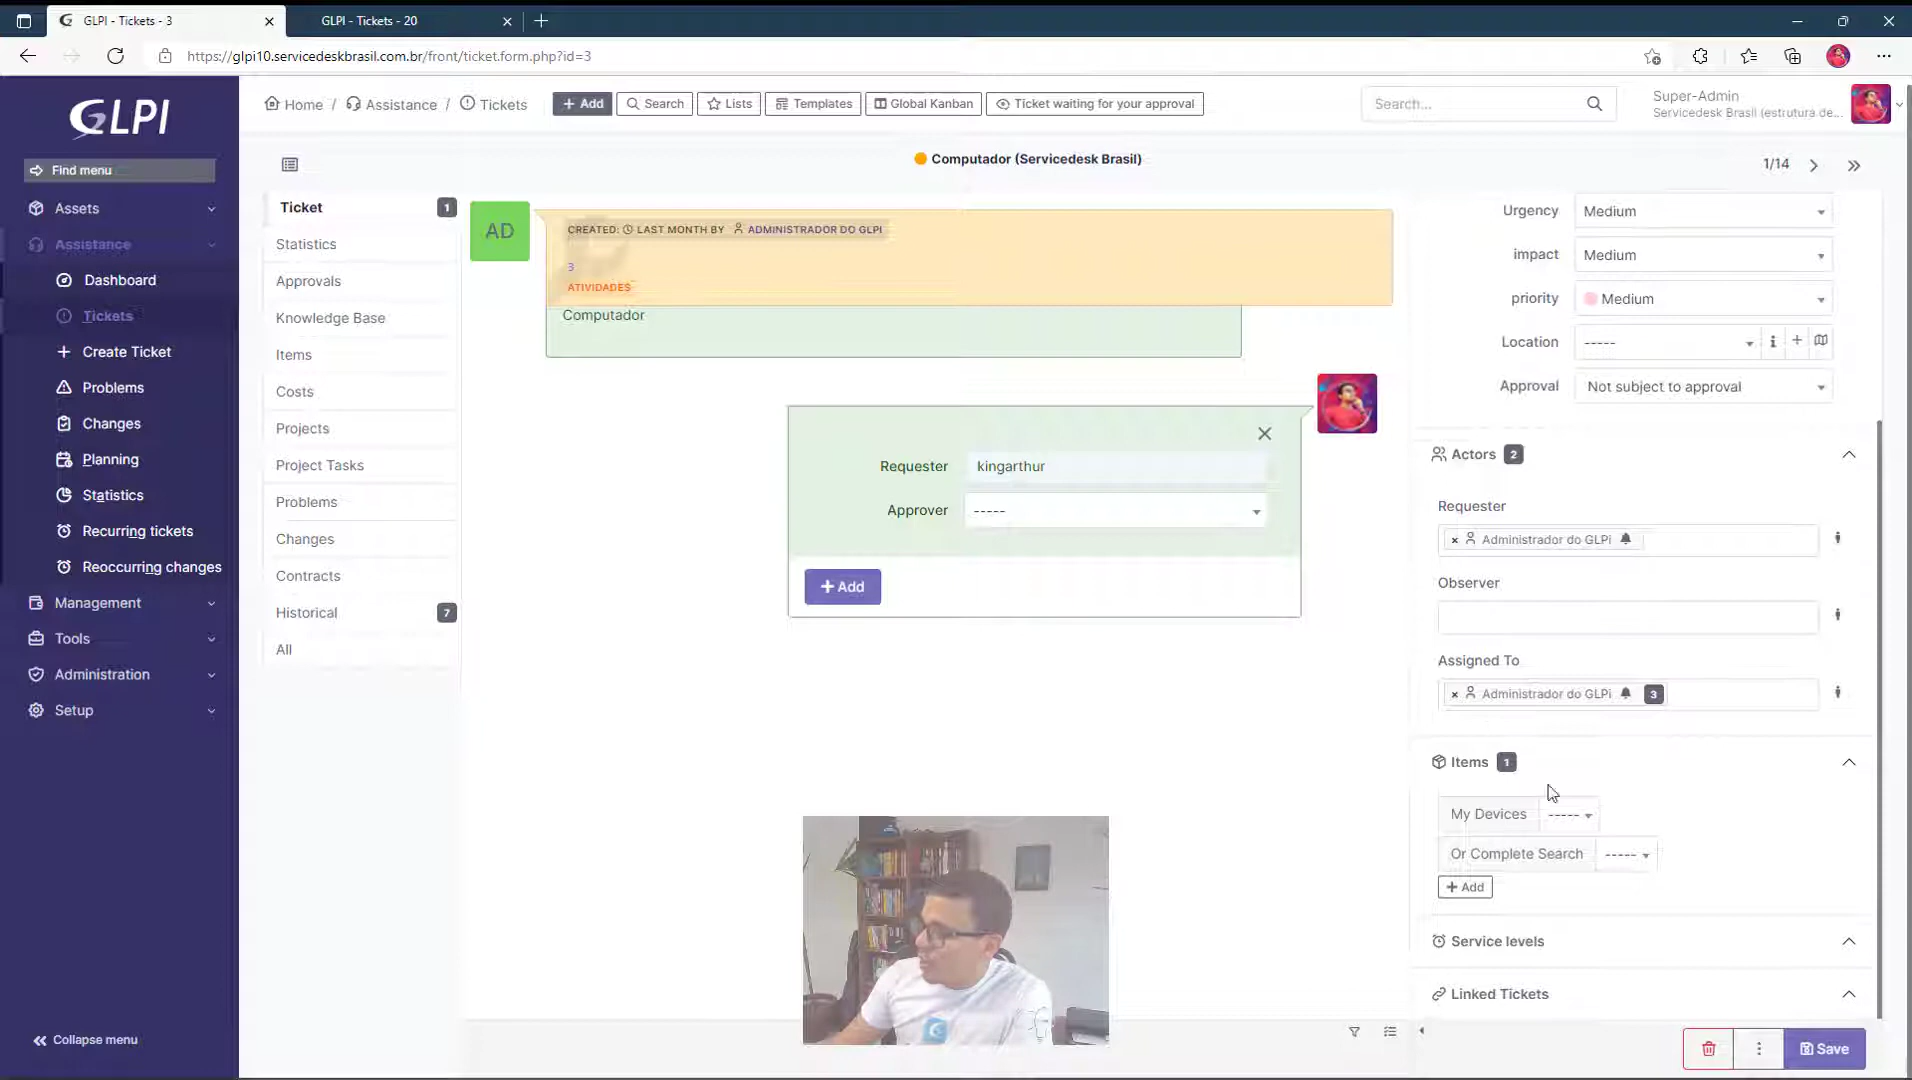 GLPI - Tickets - 3
GLPI - Tickets - 20
https://glpi10.servicedeskbrasil.com.br/front/ticket.form.php?id=3
GLPI
Find menu
Assets
Assistance
Dashboard
Tickets
Create Ticket
Problems
Changes
Planning
Statistics
Recurring tickets
Reoccurring changes
Management
Tools
Administration
Setup
Collapse menu
Home / Assistance / Tickets
+ Add
Search
Lists
Templates
Global Kanban
Ticket waiting for your approval
Search...
Super-Admin
Servicedesk Brasil (estrutura de...
Computador (Servicedesk Brasil)
1/14
Ticket 1
Statistics
Approvals
Knowledge Base
Items
Costs
Projects
Project Tasks
Problems
Changes
Contracts
Historical 7
All
AD
CREATED: LAST MONTH BY ADMINISTRADOR DO GLPI
3
ATIVIDADES
Computador
Requester kingarthur
Approver -----
+ Add
Urgency Medium
impact Medium
priority Medium
Location -----
Approval Not subject to approval
Actors 2
Requester
× Administrador do GLPi
Observer
Assigned To
× Administrador do GLPi 3
Items 1
My Devices -----
Or Complete Search -----
+ Add
Service levels
Linked Tickets
Save